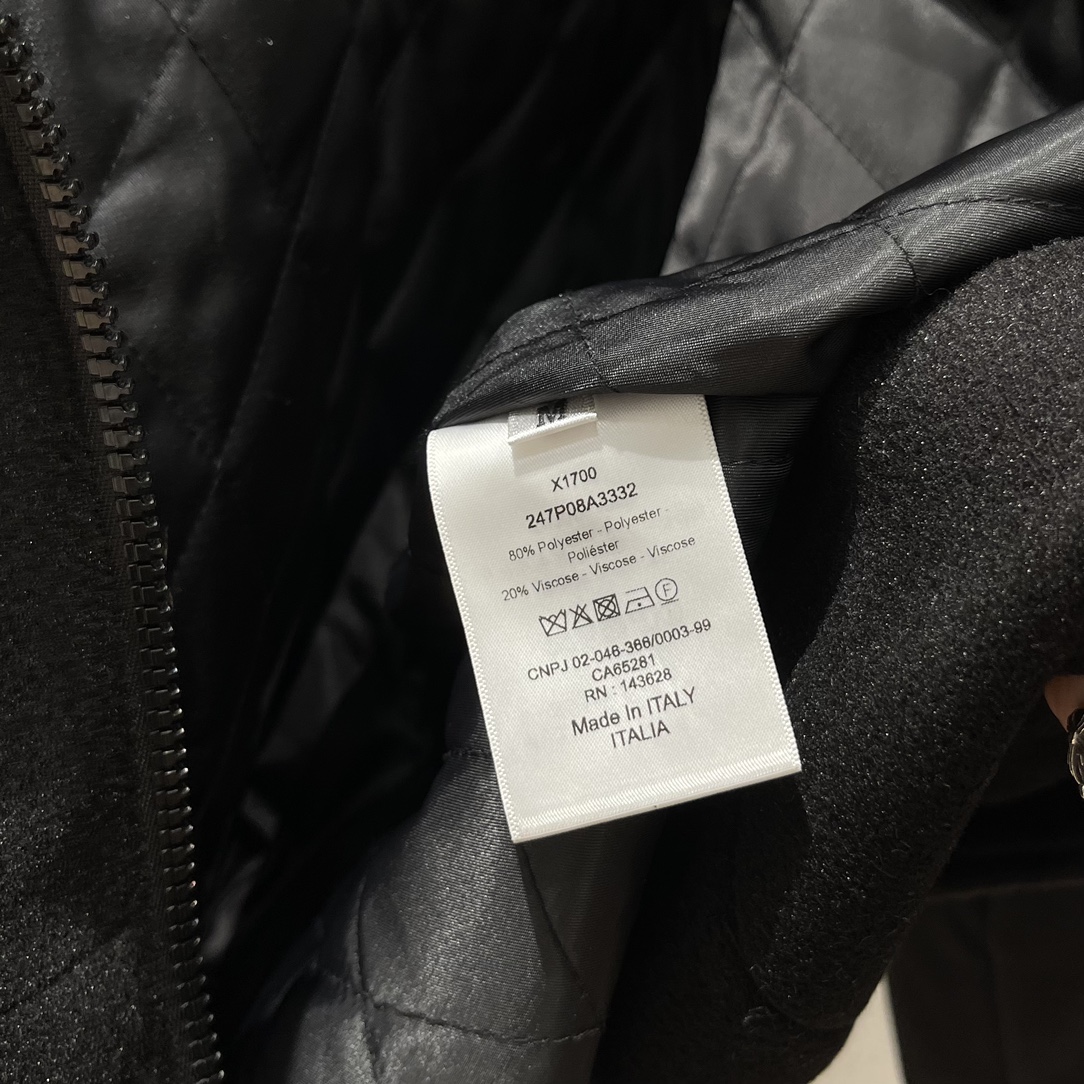 M
X1700
247P08A3332
80% Polyester - Polyester -
Poliéster
20% Viscose - Viscose - Viscose
F
CNPJ 02-046-366/0003-99
CA65281
RN : 143628
Made In ITALY
ITALIA